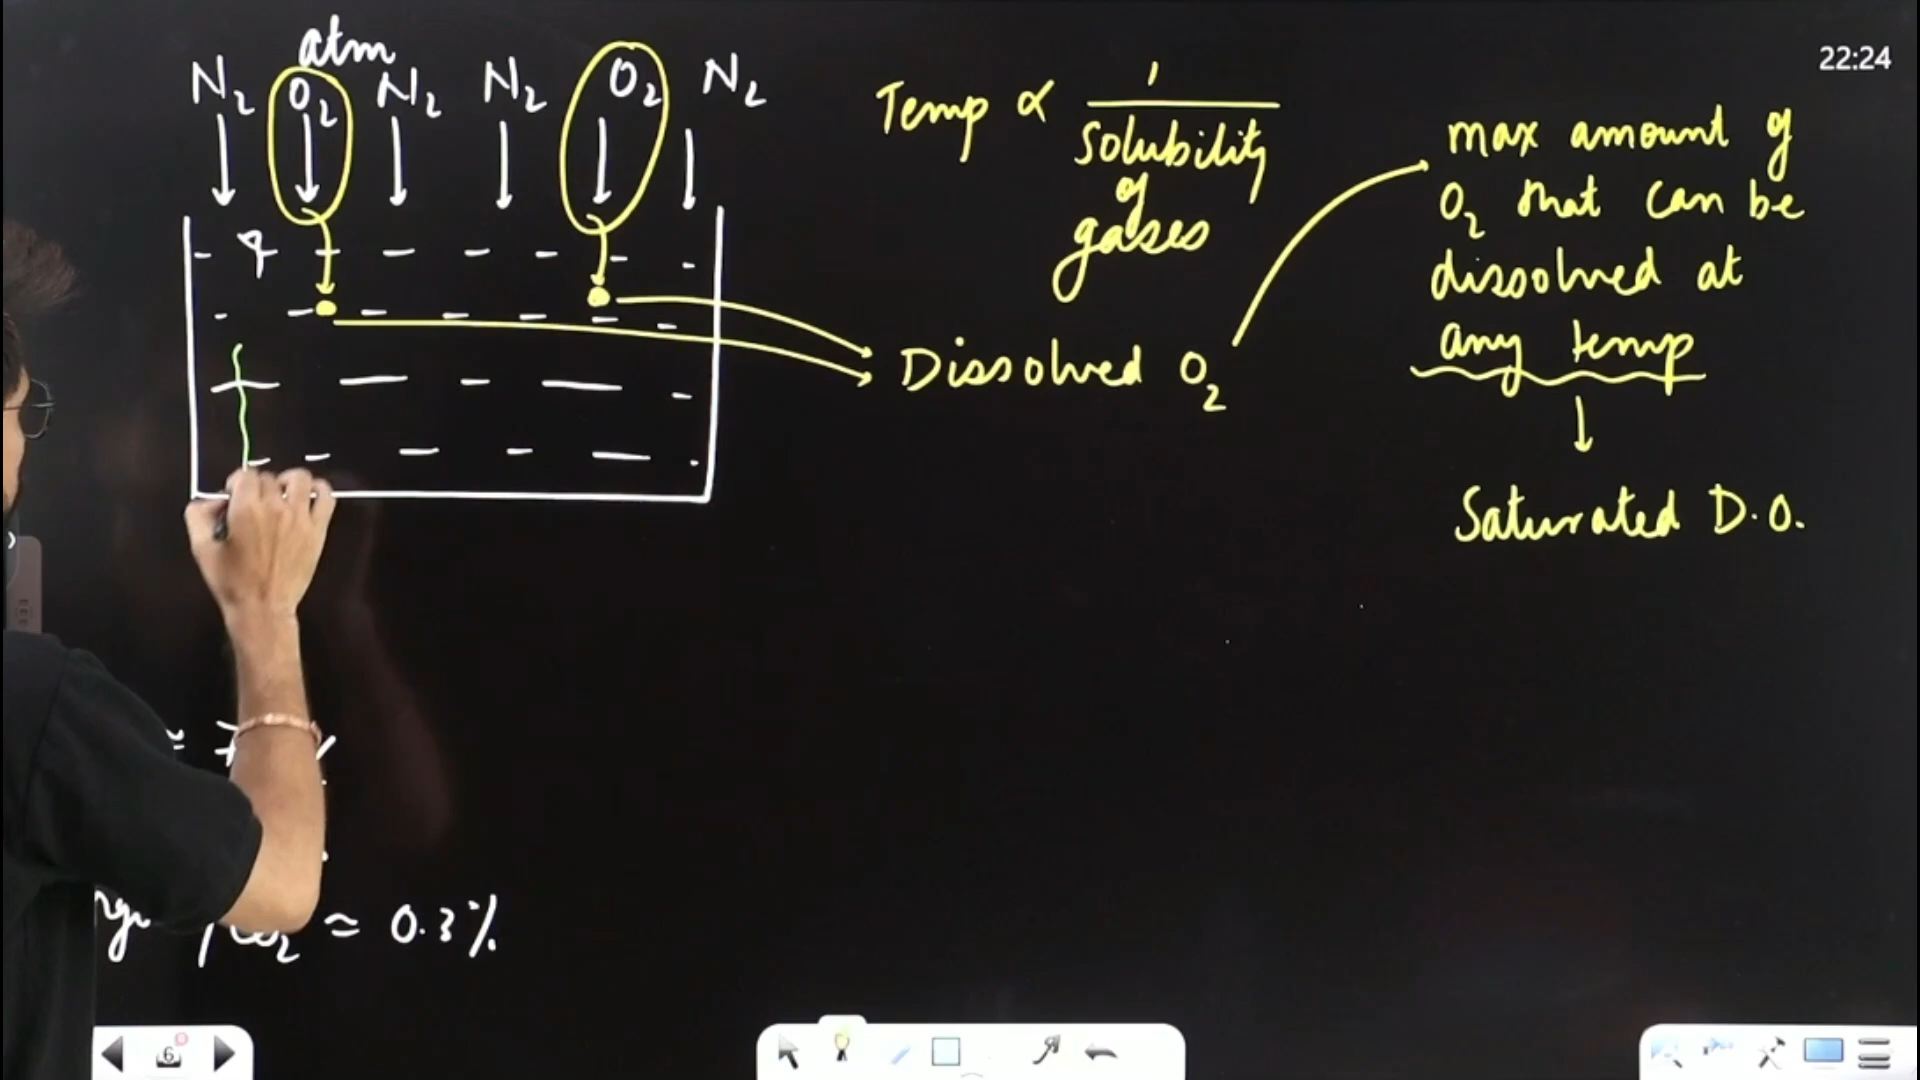 22:24
atm
N₂ O₂ N₂ N₂ O₂ N₂
Temp ∝ 1
solubility
of
gases
Dissolved O₂
max amount of
O₂ that can be
dissolved at
any temp
Saturated D.O.
≈ 0.3%
6